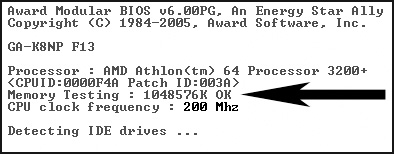 Award Modular BIOS v6.00PG, An Energy Star Ally
Copyright (C) 1984-2005, Award Software, Inc.
GA-K8NP F13
Processor : AMD Athlon(tm) 64 Processor 3200+
<CPUID:0000F4A Patch ID:003A>
Memory Testing : 1048576K OK
CPU clock frequency : 200 Mhz
Detecting IDE drives ...